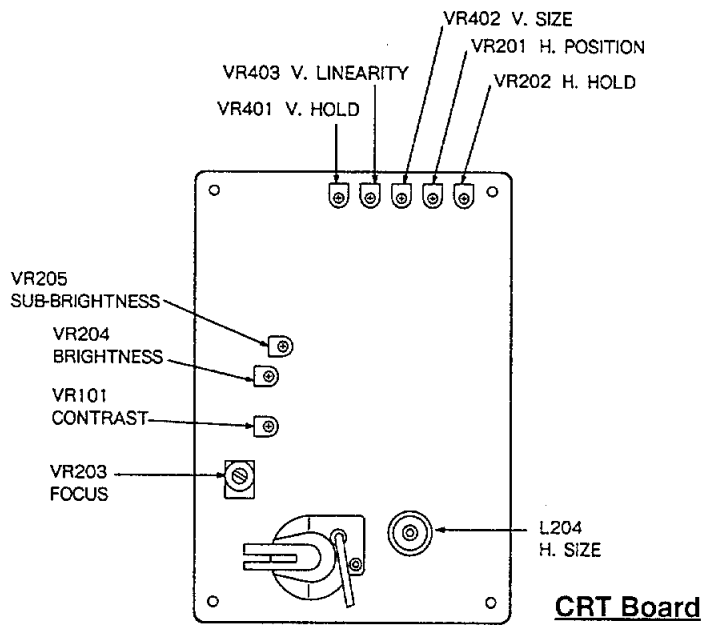 VR402 V. SIZE
VR201 H. POSITION
VR403 V. LINEARITY
VR202 H. HOLD
VR401 V. HOLD
VR205
SUB-BRIGHTNESS
VR204
BRIGHTNESS
VR101
CONTRAST
VR203
FOCUS
L204
H. SIZE
CRT Board